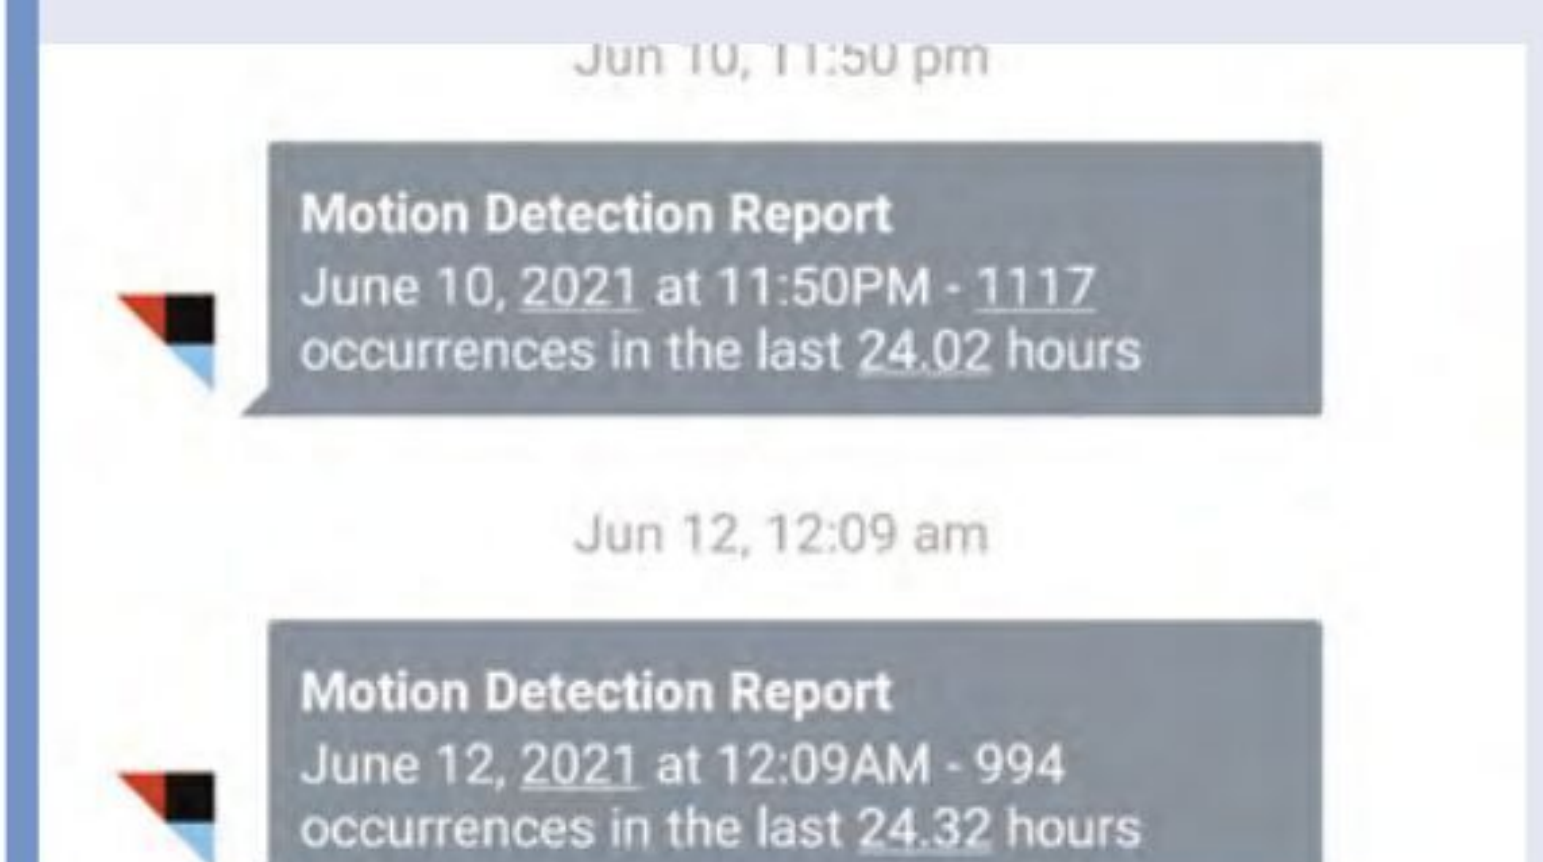 Jun 10, 11:50 pm
Motion Detection Report
June 10, 2021 at 11:50PM - 1117
occurrences in the last 24.02 hours
Jun 12, 12:09 am
Motion Detection Report
June 12, 2021 at 12:09AM - 994
occurrences in the last 24.32 hours